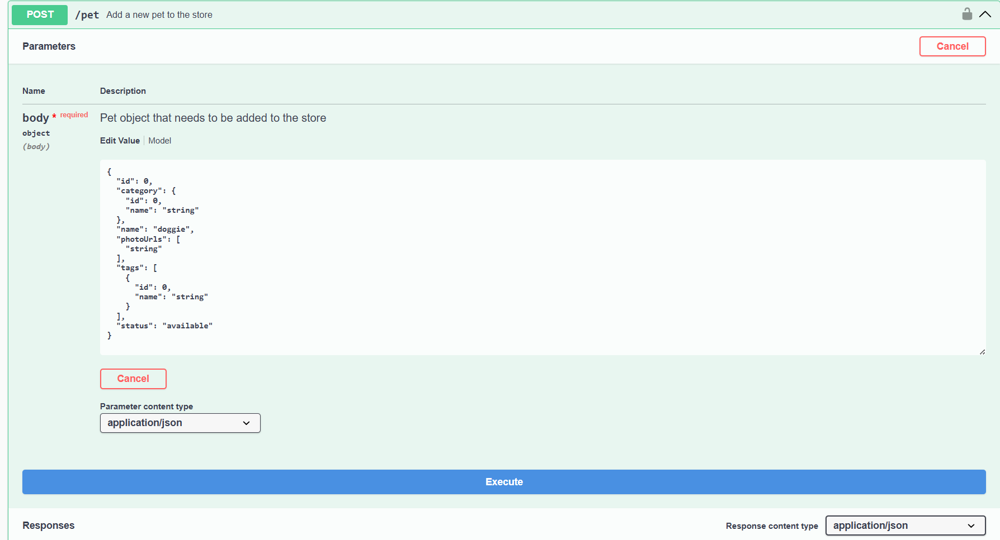 POST /pet Add a new pet to the store
Parameters Cancel
Name Description
body * required Pet object that needs to be added to the store
object
(body)
Edit Value Model
{
  "id": 0,
  "category": {
    "id": 0,
    "name": "string"
  },
  "name": "doggie",
  "photoUrls": [
    "string"
  ],
  "tags": [
    {
      "id": 0,
      "name": "string"
    }
  ],
  "status": "available"
}
Cancel
Parameter content type
application/json
Execute
Responses Response content type application/json